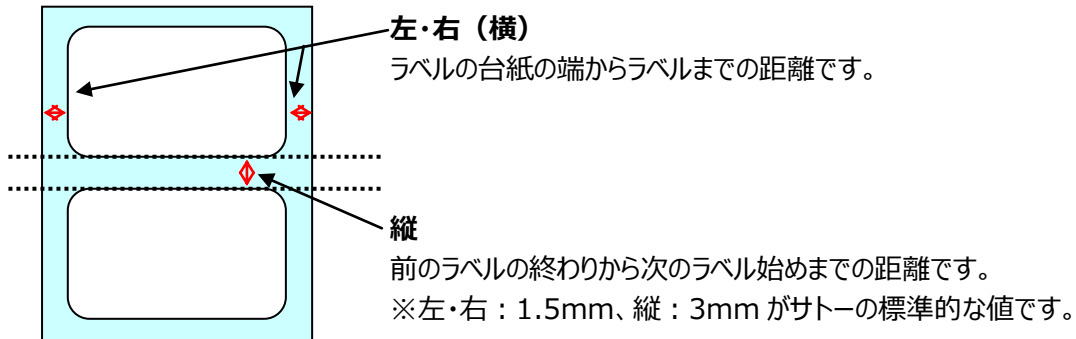 左･右（横）
ラベルの台紙の端からラベルまでの距離です。
縦
前のラベルの終わりから次のラベル始めまでの距離です。
※左･右：1.5mm、縦：3mm がサトーの標準的な値です。